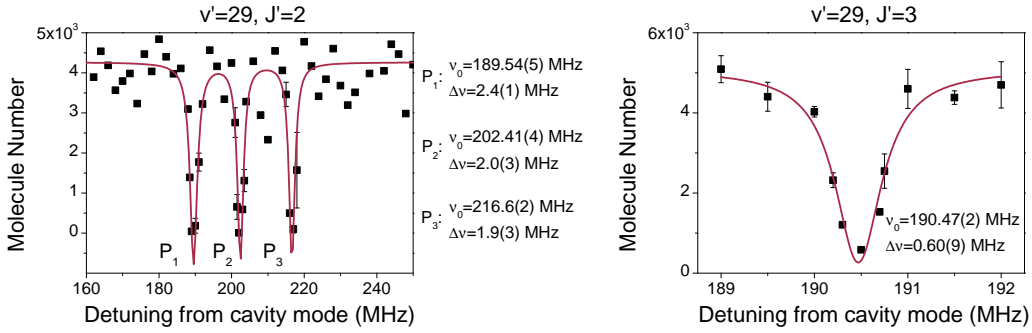 v'=29, J'=2
5x10³
4
3
2
1
0
Molecule Number
P₁
P₂
P₃
160 180 200 220 240
Detuning from cavity mode (MHz)
P₁: ν₀=189.54(5) MHz
Δν=2.4(1) MHz
P₂: ν₀=202.41(4) MHz
Δν=2.0(3) MHz
P₃: ν₀=216.6(2) MHz
Δν=1.9(3) MHz
v'=29, J'=3
6x10³
4
2
0
Molecule Number
ν₀=190.47(2) MHz
Δν=0.60(9) MHz
189 190 191 192
Detuning from cavity mode (MHz)